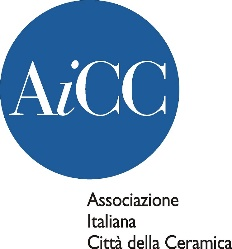 AiCC
Associazione
Italiana
Città della Ceramica